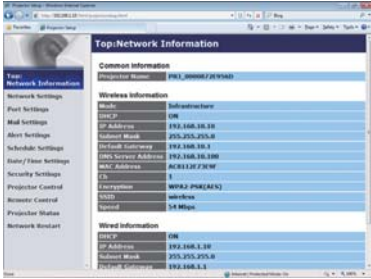 Top:Network Information
Common Information
Projector Name
Top:
Network Information
Network Settings
Port Settings
Mail Settings
Alert Settings
Schedule Settings
Date/Time Settings
Security Settings
Projector Control
Remote Control
Projector Status
Network Restart
Wireless Information
Mode Infrastructure
DHCP ON
IP Address 192.168.10.10
Subnet Mask 255.255.255.0
Default Gateway 192.168.10.1
DNS Server Address 192.168.10.100
MAC Address
Ch 1
Encryption WPA2-PSK(AES)
SSID wireless
Speed 54 Mbps
Wired Information
DHCP ON
IP Address 192.168.1.10
Subnet Mask 255.255.255.0
Default Gateway 192.168.1.1